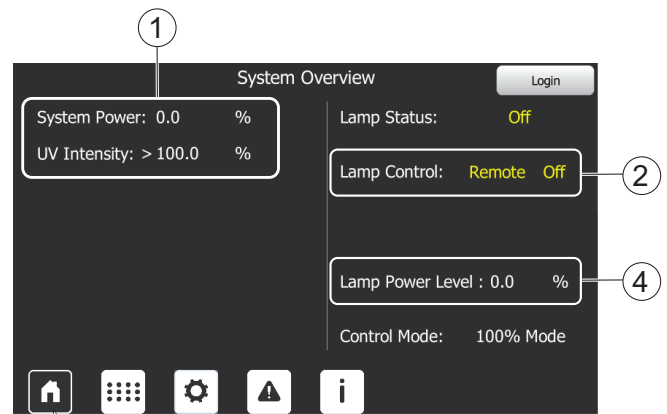 1
System Overview
Login
System Power: 0.0 %
UV Intensity: > 100.0 %
Lamp Status: Off
Lamp Control: Remote Off
2
Lamp Power Level : 0.0 %
4
Control Mode: 100% Mode
i